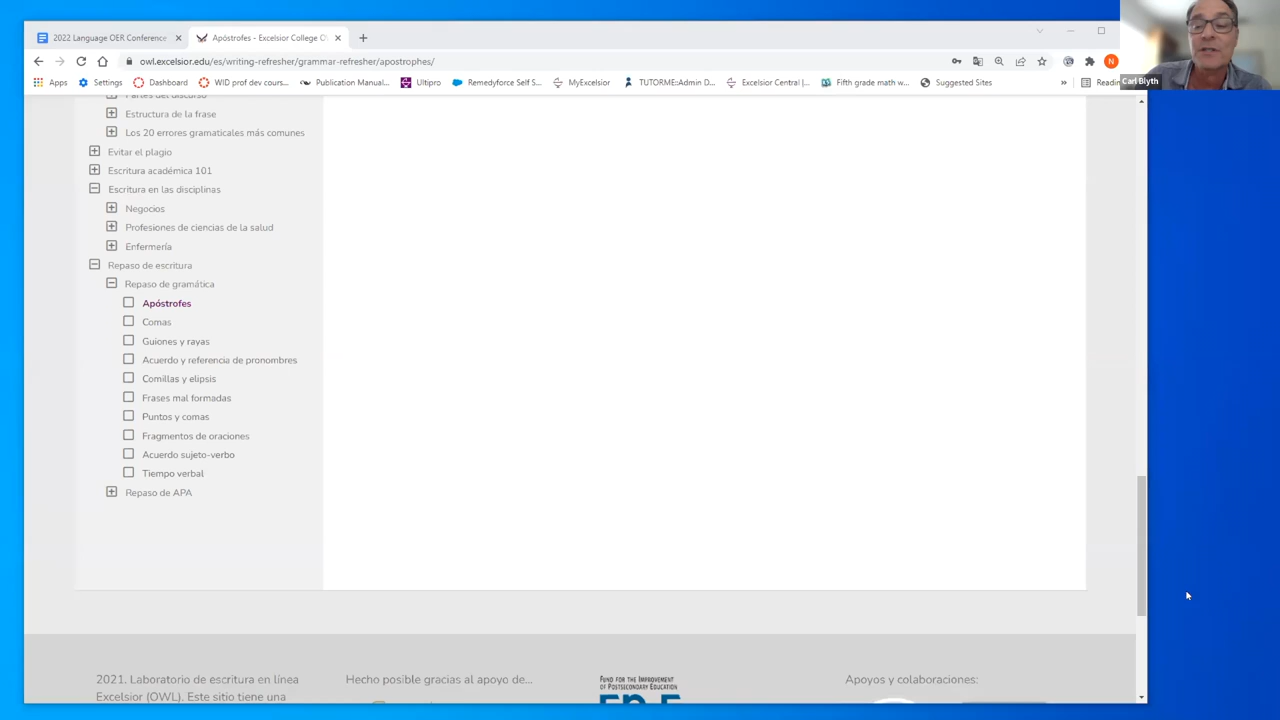 2022 Language OER Conference
Apóstrofes - Excelsior College O
owl.excelsior.edu/es/writing-refresher/grammar-refresher/apostrophes/
N
Carl Blyth
Apps
Settings
Dashboard
WID prof dev cours...
Publication Manual...
Ultipro
Remedyforce Self S...
MyExcelsior
TUTORME::Admin D...
Excelsior Central |...
Fifth grade math w...
Suggested Sites
»
Partes del discurso
Estructura de la frase
Los 20 errores gramaticales más comunes
Evitar el plagio
Escritura académica 101
Escritura en las disciplinas
Negocios
Profesiones de ciencias de la salud
Enfermería
Repaso de escritura
Repaso de gramática
Apóstrofes
Comas
Guiones y rayas
Acuerdo y referencia de pronombres
Comillas y elipsis
Frases mal formadas
Puntos y comas
Fragmentos de oraciones
Acuerdo sujeto-verbo
Tiempo verbal
Repaso de APA
2021, Laboratorio de escritura en línea
Excelsior (OWL). Este sitio tiene una
Hecho posible gracias al apoyo de...
FUND FOR THE IMPROVEMENT
OF POSTSECONDARY EDUCATION
Apoyos y colaboraciones: